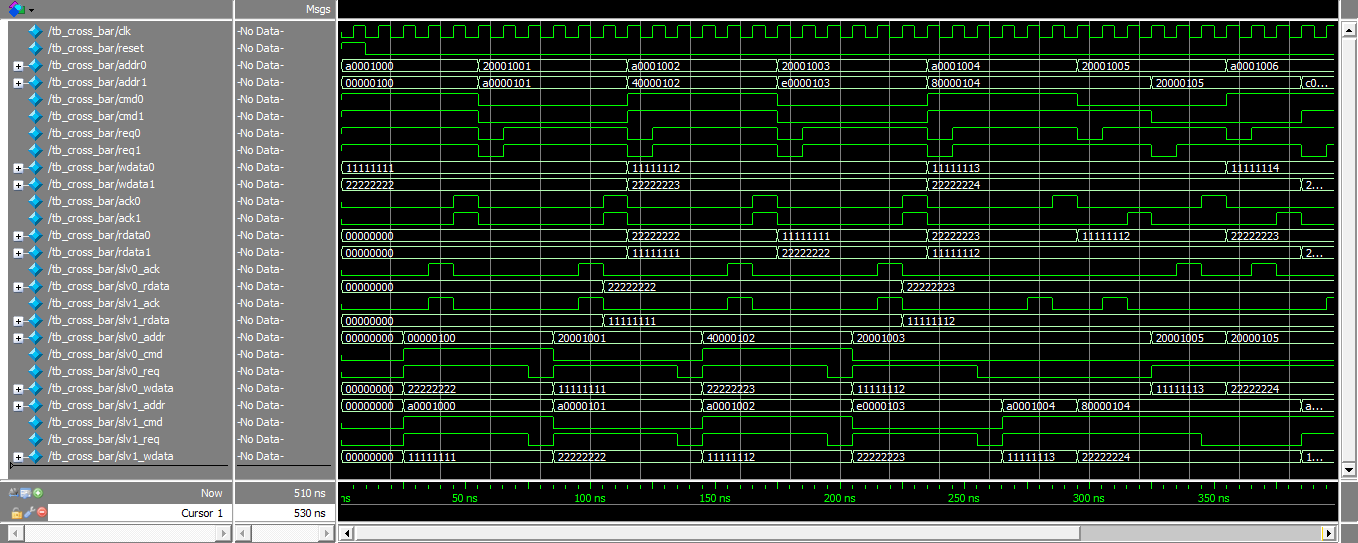 Msgs
/tb_cross_bar/clk -No Data-
/tb_cross_bar/reset -No Data-
/tb_cross_bar/addr0 -No Data- a0001000 20001001 a0001002 20001003 a0001004 20001005 a0001006
/tb_cross_bar/addr1 -No Data- 00000100 a0000101 40000102 e0000103 80000104 20000105 c0...
/tb_cross_bar/cmd0 -No Data-
/tb_cross_bar/cmd1 -No Data-
/tb_cross_bar/req0 -No Data-
/tb_cross_bar/req1 -No Data-
/tb_cross_bar/wdata0 -No Data- 11111111 11111112 11111113 11111114
/tb_cross_bar/wdata1 -No Data- 22222222 22222223 22222224 2...
/tb_cross_bar/ack0 -No Data-
/tb_cross_bar/ack1 -No Data-
/tb_cross_bar/rdata0 -No Data- 00000000 22222222 11111111 22222223 11111112 22222223
/tb_cross_bar/rdata1 -No Data- 00000000 11111111 22222222 11111112 2...
/tb_cross_bar/slv0_ack -No Data-
/tb_cross_bar/slv0_rdata -No Data- 00000000 22222222 22222223
/tb_cross_bar/slv1_ack -No Data-
/tb_cross_bar/slv1_rdata -No Data- 00000000 11111111 11111112
/tb_cross_bar/slv0_addr -No Data- 00000000 00000100 20001001 40000102 20001003 20001005 20000105
/tb_cross_bar/slv0_cmd -No Data-
/tb_cross_bar/slv0_req -No Data-
/tb_cross_bar/slv0_wdata -No Data- 00000000 22222222 11111111 22222223 11111112 11111113 22222224
/tb_cross_bar/slv1_addr -No Data- 00000000 a0001000 a0000101 a0001002 e0000103 a0001004 80000104 a...
/tb_cross_bar/slv1_cmd -No Data-
/tb_cross_bar/slv1_req -No Data-
/tb_cross_bar/slv1_wdata -No Data- 00000000 11111111 22222222 11111112 22222223 11111113 22222224 1...
Now 510 ns ns 50 ns 100 ns 150 ns 200 ns 250 ns 300 ns 350 ns
Cursor 1 530 ns